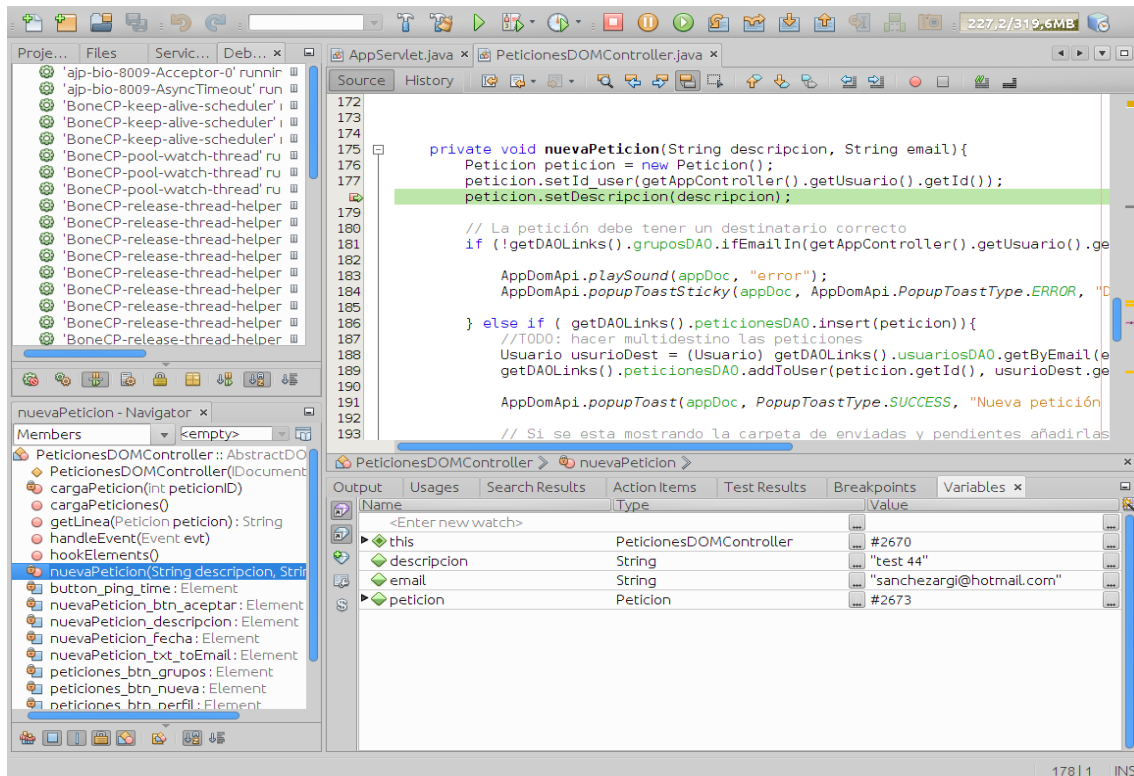 227,2/319,6MB
Proje... Files Servic... Deb... ×
'ajp-bio-8009-Acceptor-0' runnin
'ajp-bio-8009-AsyncTimeout' run
'BoneCP-keep-alive-scheduler'
'BoneCP-keep-alive-scheduler'
'BoneCP-keep-alive-scheduler'
'BoneCP-pool-watch-thread' ru
'BoneCP-pool-watch-thread' ru
'BoneCP-pool-watch-thread' ru
'BoneCP-release-thread-helper
'BoneCP-release-thread-helper
'BoneCP-release-thread-helper
'BoneCP-release-thread-helper
'BoneCP-release-thread-helper
'BoneCP-release-thread-helper
'BoneCP-release-thread-helper
'BoneCP-release-thread-helper
'BoneCP-release-thread-helper
nuevaPeticion - Navigator ×
Members <empty>
PeticionesDOMController :: AbstractDO
PeticionesDOMController(IDocument
cargaPeticion(int peticionID)
cargaPeticiones()
getLinea(Peticion peticion) : String
handleEvent(Event evt)
hookElements()
nuevaPeticion(String descripcion, Strin
button_ping_time : Element
nuevaPeticion_btn_aceptar : Element
nuevaPeticion_descripcion : Element
nuevaPeticion_fecha : Element
nuevaPeticion_txt_toEmail : Element
peticiones_btn_grupos : Element
peticiones_btn_nueva : Element
peticiones_btn_perfil : Element
AppServlet.java × PeticionesDOMController.java ×
Source History
172
173
174
175 private void nuevaPeticion(String descripcion, String email){
176 Peticion peticion = new Peticion();
177 peticion.setId_user(getAppController().getUsuario().getId());
peticion.setDescripcion(descripcion);
179
180 // La petición debe tener un destinatario correcto
181 if (!getDAOLinks().gruposDAO.ifEmailIn(getAppController().getUsuario().ge
182
183 AppDomApi.playSound(appDoc, "error");
184 AppDomApi.popupToastSticky(appDoc, AppDomApi.PopupToastType.ERROR, "D
185
186 } else if ( getDAOLinks().peticionesDAO.insert(peticion)){
187 //TODO: hacer multidestino las peticiones
188 Usuario usurioDest = (Usuario) getDAOLinks().usuariosDAO.getByEmail(e
189 getDAOLinks().peticionesDAO.addToUser(peticion.getId(), usurioDest.ge
190
191 AppDomApi.popupToast(appDoc, PopupToastType.SUCCESS, "Nueva petición
192
193 // Si se esta mostrando la carpeta de enviadas y pendientes añadirlas
PeticionesDOMController nuevaPeticion ×
Output Usages Search Results Action Items Test Results Breakpoints Variables ×
Name Type Value
<Enter new watch> ... ...
this PeticionesDOMController ... #2670 ...
descripcion String ... "test 44" ...
email String ... "sanchezargi@hotmail.com" ...
peticion Peticion ... #2673 ...
178|1 INS